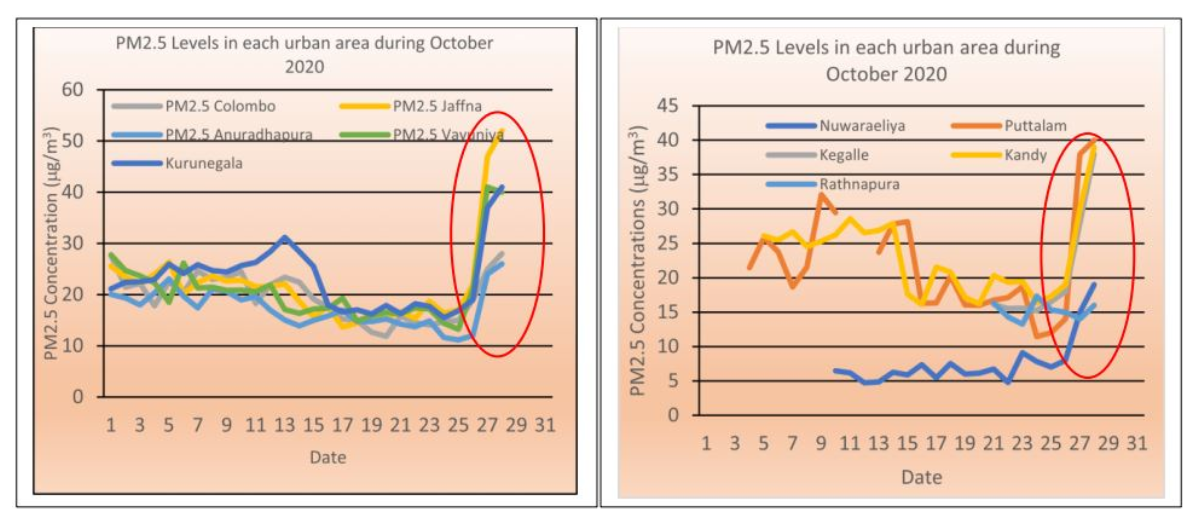 PM2.5 Levels in each urban area during October
2020
60
50
40
30
20
10
0
PM2.5 Concentration (µg/m³)
PM2.5 Colombo
PM2.5 Jaffna
PM2.5 Anuradhapura
PM2.5 Vavuniya
Kurunegala
1 3 5 7 9 11 13 15 17 19 21 23 25 27 29 31
Date
PM2.5 Levels in each urban area during
October 2020
45
40
35
30
25
20
15
10
5
0
PM2.5 Concentrations (µg/m³)
Nuwaraeliya
Puttalam
Kegalle
Kandy
Rathnapura
1 3 5 7 9 11 13 15 17 19 21 23 25 27 29 31
Date